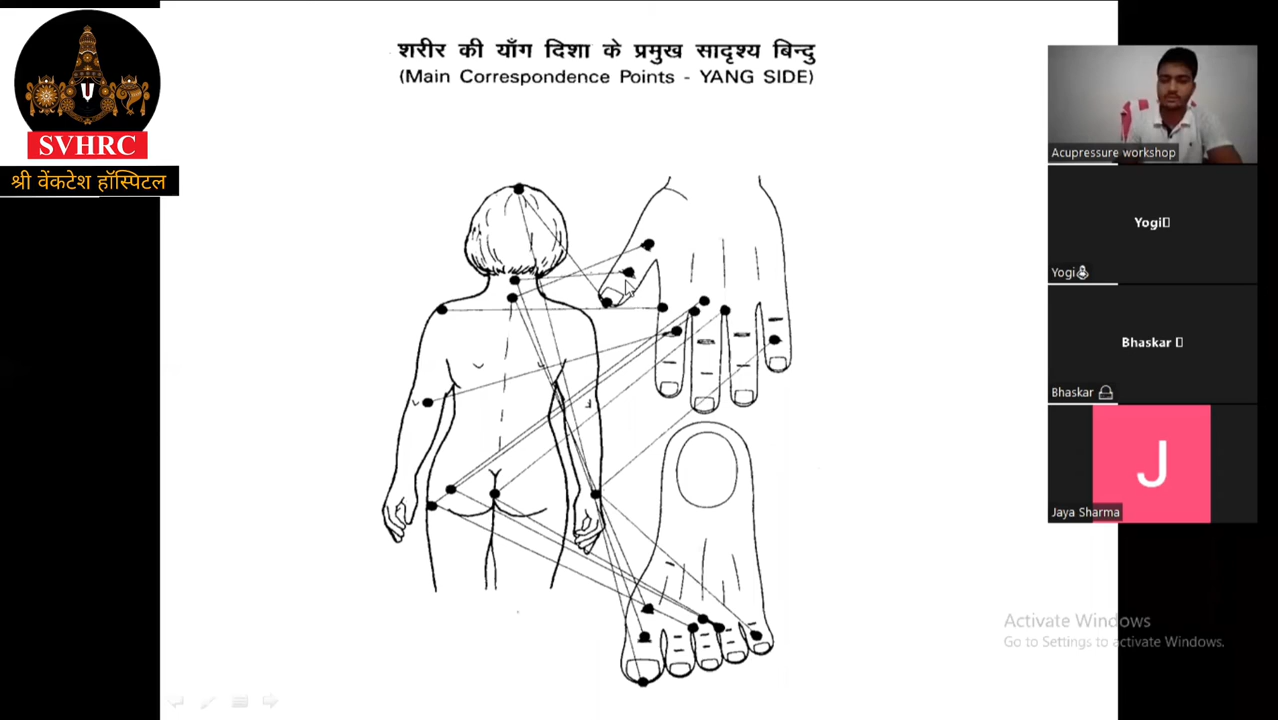 शरीर की याँग दिशा के प्रमुख सादृश्य बिन्दु
(Main Correspondence Points - YANG SIDE)
SVHRC
श्री वेंकटेश हॉस्पिटल
Acupressure workshop
Yogi
Yogi
Bhaskar
Bhaskar
J
Jaya Sharma
Activate Windows
Go to Settings to activate Windows.